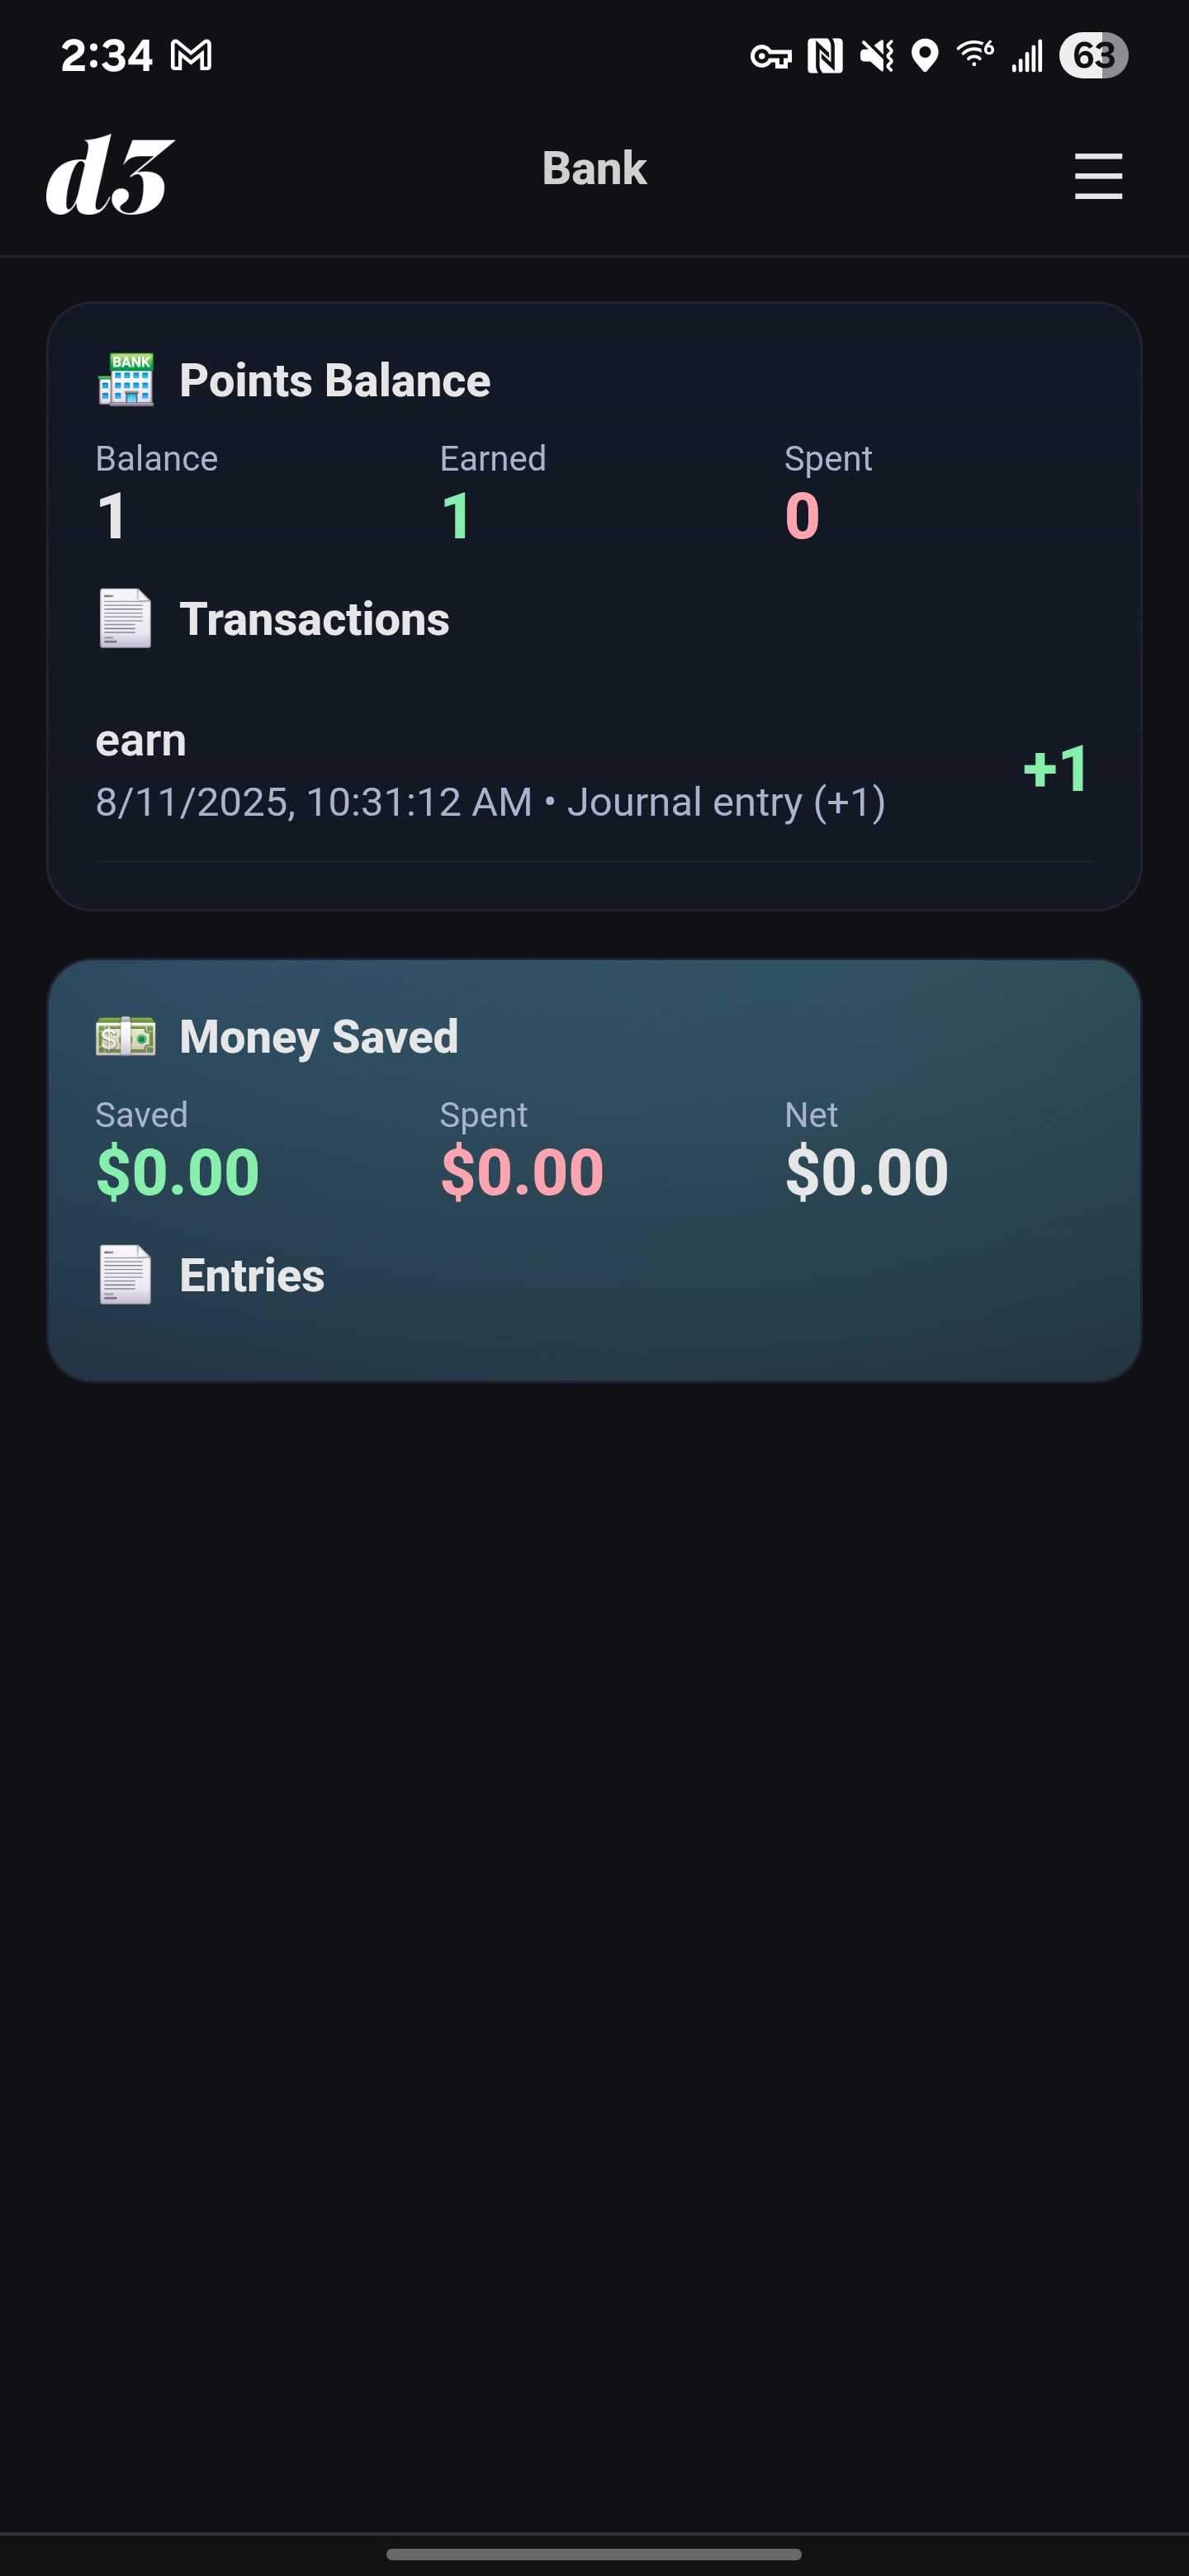 2:34
63
d3
Bank
BANK
Points Balance
Balance Earned Spent
1 1 0
Transactions
earn
+1
8/11/2025, 10:31:12 AM • Journal entry (+1)
Money Saved
Saved Spent Net
$0.00 $0.00 $0.00
Entries